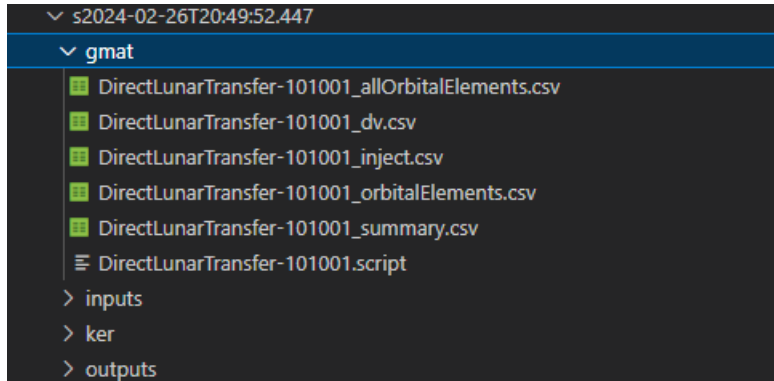 s2024-02-26T20:49:52.447
gmat
DirectLunarTransfer-101001_allOrbitalElements.csv
DirectLunarTransfer-101001_dv.csv
DirectLunarTransfer-101001_inject.csv
DirectLunarTransfer-101001_orbitalElements.csv
DirectLunarTransfer-101001_summary.csv
DirectLunarTransfer-101001.script
inputs
ker
outputs